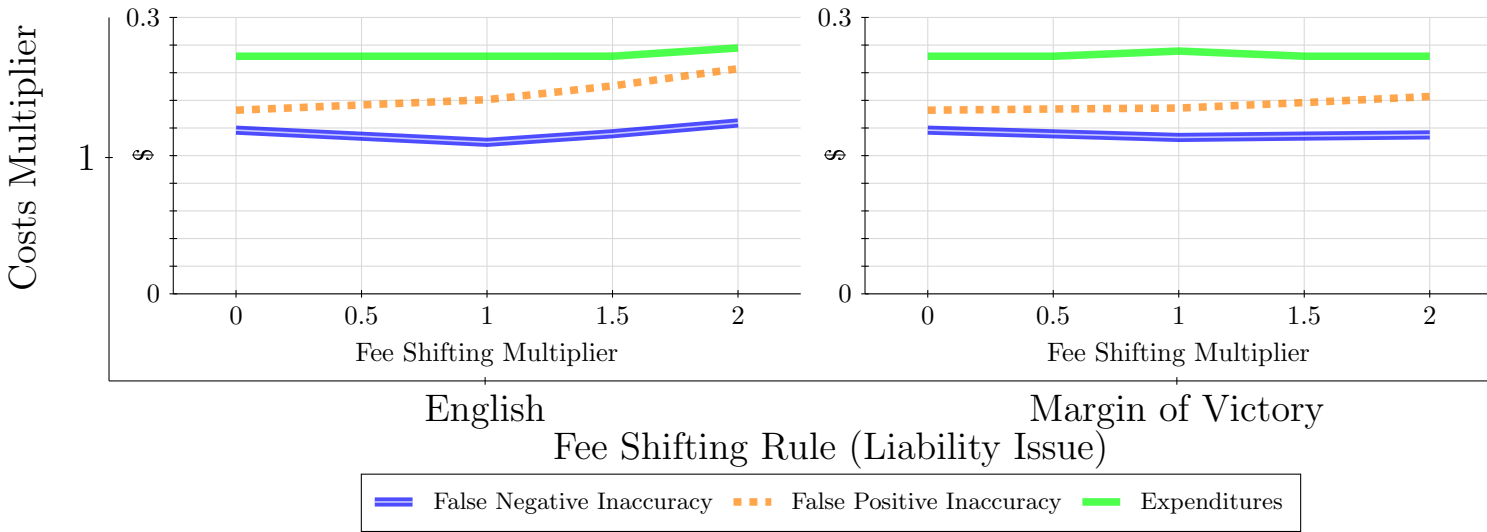 Costs Multiplier
1
0.3
0
$
0 0.5 1 1.5 2
Fee Shifting Multiplier
0.3
0
$
0 0.5 1 1.5 2
Fee Shifting Multiplier
English
Margin of Victory
Fee Shifting Rule (Liability Issue)
False Negative Inaccuracy False Positive Inaccuracy Expenditures